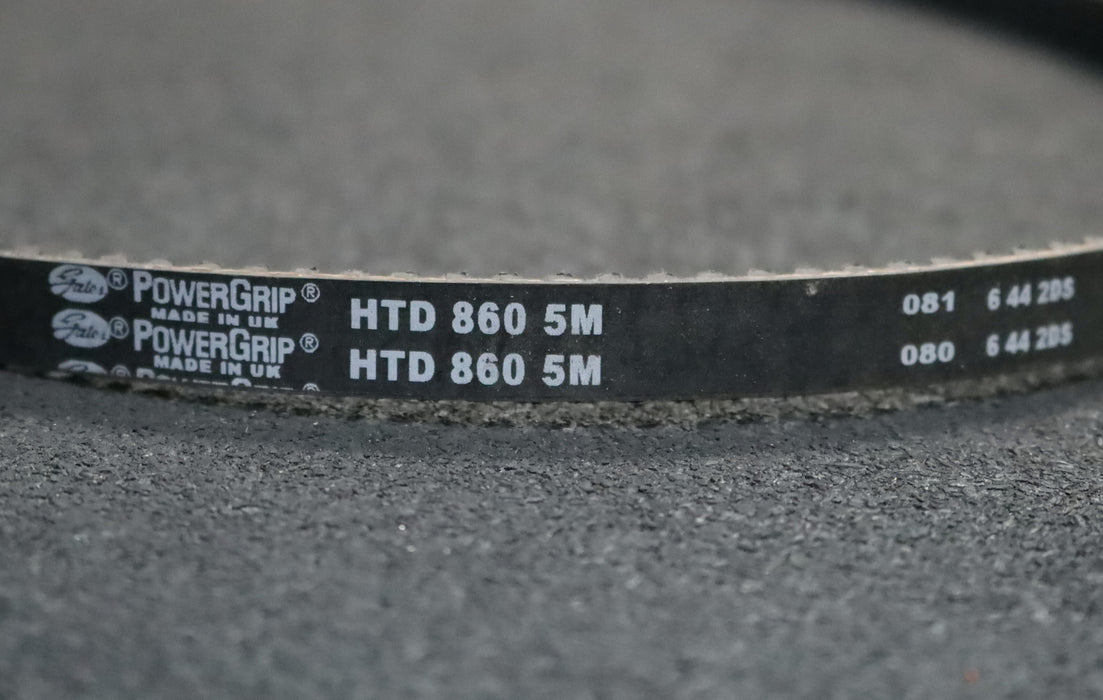 Gates® POWERGRIP® HTD 860 5M 081 6 44 2DS
MADE IN UK
Gates® POWERGRIP® HTD 860 5M 080 6 44 2DS
MADE IN UK